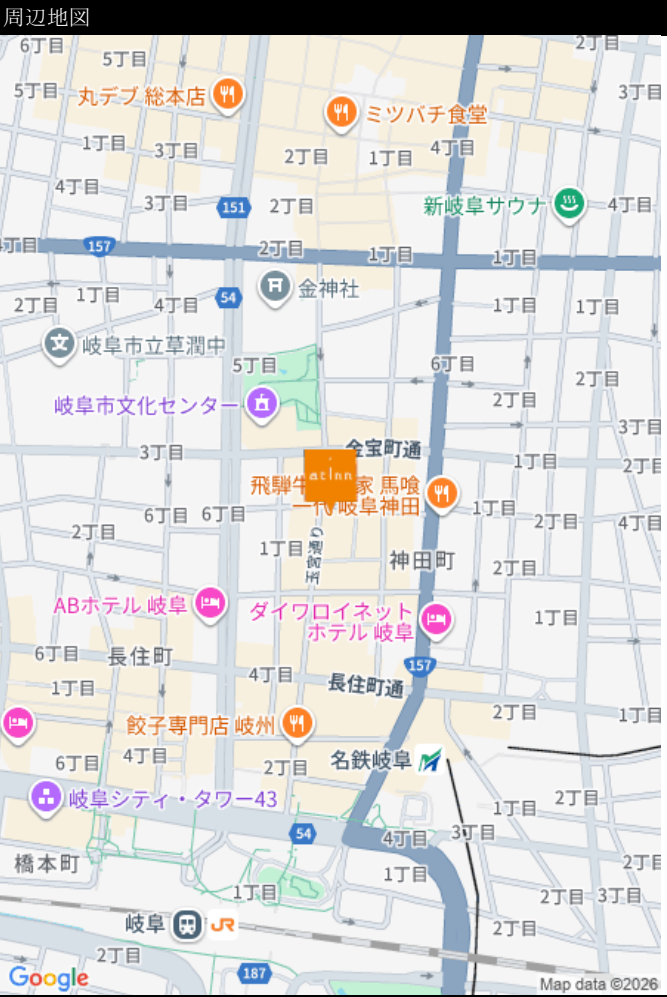 周辺地図
6丁目
2丁目
5丁目
5丁目
丸デブ 総本店
3丁目
ミツバチ食堂
1丁目
3丁目
2丁目
1丁目
4丁目
4丁目
3丁目
151
2丁目
新岐阜サウナ
4丁目
丁目
157
2丁目
1丁目
1丁目
金神社
2丁目
1丁目
4丁目
54
1丁目
1丁目
岐阜市立草潤中
5丁目
6丁目
2丁目
岐阜市文化センター
2丁目
3丁目
3丁目
金宝町通
1丁目
2丁目
at inn
飛騨牛
家 馬喰
一代 岐阜神田
6丁目
6丁目
1丁目
2丁目
4丁目
2丁目
1丁目
玉宮通り
神田町
2丁目
ABホテル 岐阜
ダイワロイネット
ホテル 岐阜
1丁目
6丁目
長住町
157
4丁目
長住町通
1丁目
2丁目
1丁目
餃子専門店 岐州
6丁目
4丁目
2丁目
名鉄岐阜
岐阜シティ・タワー43
2丁目
1丁目
54
4丁目
3丁目
橋本町
2丁目
1丁目
1丁目
2丁目
3丁目
岐阜
JR
2丁目
2丁目
187
Google
Map data ©2026